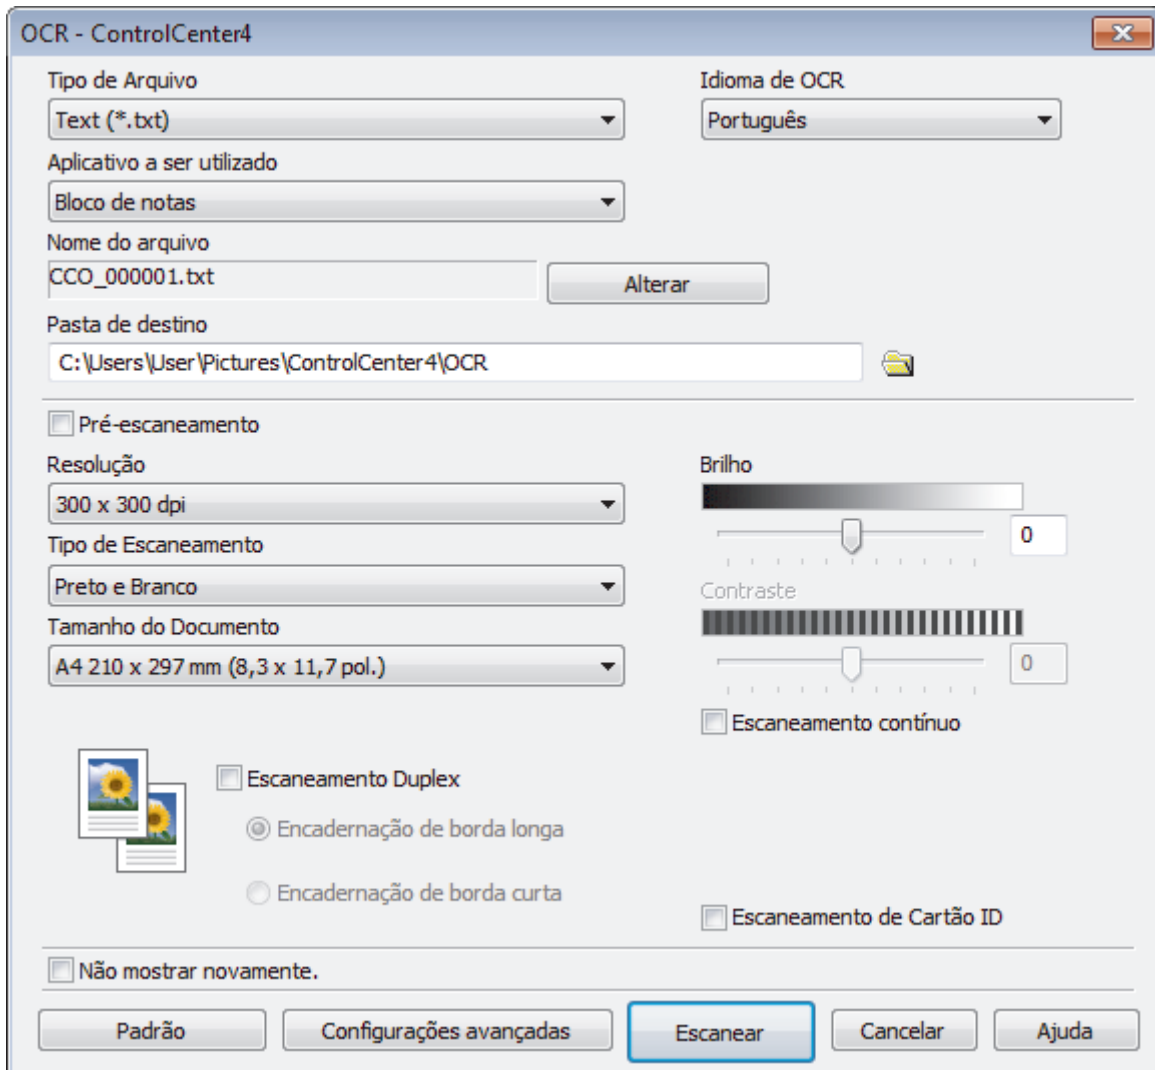 OCR - ControlCenter4
Tipo de Arquivo
Idioma de OCR
Text (*.txt)
Português
Aplicativo a ser utilizado
Bloco de notas
Nome do arquivo
CCO_000001.txt
Alterar
Pasta de destino
C:\Users\User\Pictures\ControlCenter4\OCR
Pré-escaneamento
Resolução
Brilho
300 x 300 dpi
0
Tipo de Escaneamento
Preto e Branco
Contraste
Tamanho do Documento
A4 210 x 297 mm (8,3 x 11,7 pol.)
0
Escaneamento contínuo
Escaneamento Duplex
Encadernação de borda longa
Encadernação de borda curta
Escaneamento de Cartão ID
Não mostrar novamente.
Padrão
Configurações avançadas
Escanear
Cancelar
Ajuda